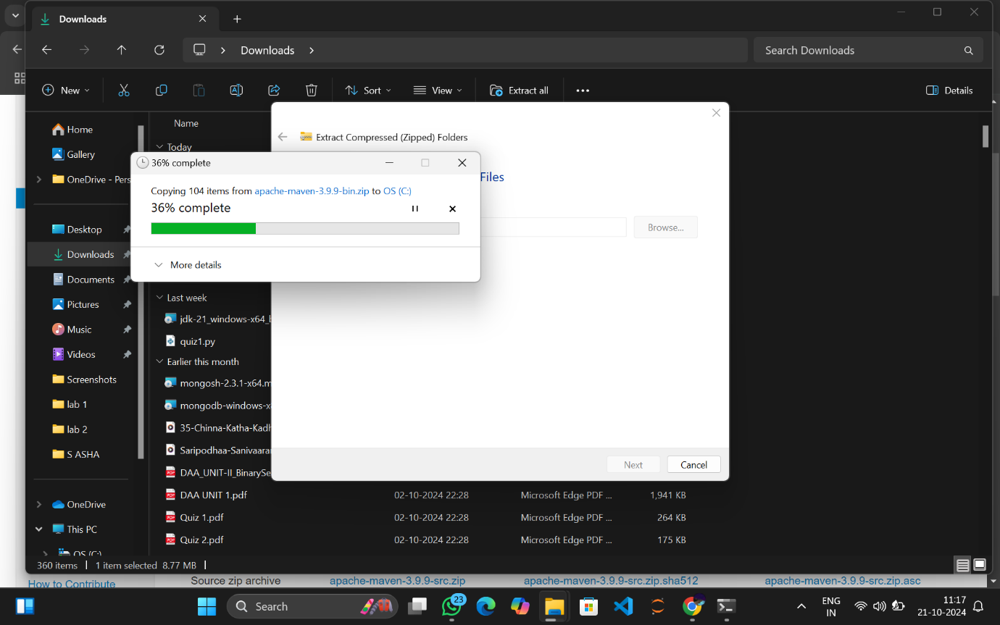 Downloads
Downloads
Search Downloads
New
Sort
View
Extract all
Details
Name
Today
Home
Gallery
OneDrive - Pers
Desktop
Downloads
Documents
Pictures
Music
Videos
Screenshots
lab 1
lab 2
S ASHA
OneDrive
This PC
OS (C:)
Extract Compressed (Zipped) Folders
Files
Browse...
Next
Cancel
36% complete
Copying 104 items from apache-maven-3.9.9-bin.zip to OS (C:)
36% complete
More details
Last week
jdk-21_windows-x64_b
quiz1.py
Earlier this month
mongosh-2.3.1-x64.m
mongodb-windows-x
35-Chinna-Katha-Kadh
Saripodhaa-Sanivaara
DAA_UNIT-II_BinarySe
DAA UNIT 1.pdf 02-10-2024 22:28 Microsoft Edge PDF ... 1,941 KB
Quiz 1.pdf 02-10-2024 22:28 Microsoft Edge PDF ... 264 KB
Quiz 2.pdf 02-10-2024 22:28 Microsoft Edge PDF ... 175 KB
360 items 1 item selected 8.77 MB
How to Contribute
Source zip archive apache-maven-3.9.9-src.zip apache-maven-3.9.9-src.zip.sha512 apache-maven-3.9.9-src.zip.asc
Search
23
ENG
IN
11:17
21-10-2024